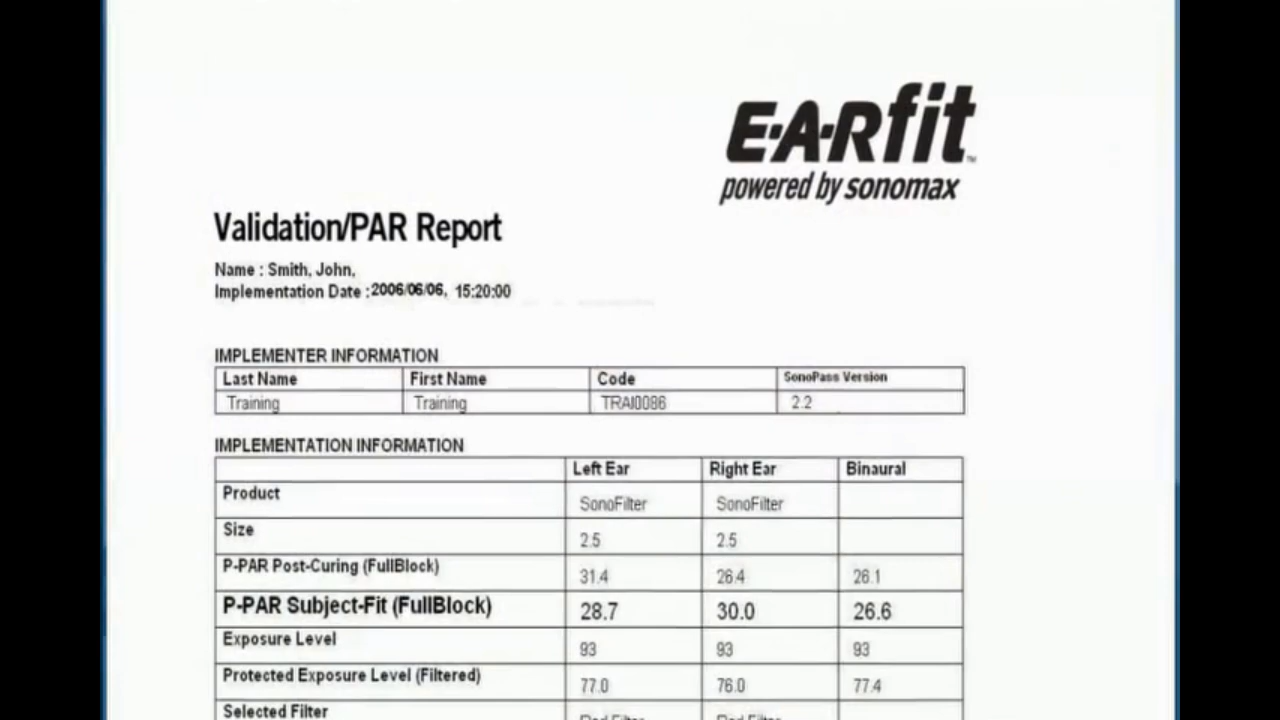 E·A·Rfit™
powered by sonomax
Validation/PAR Report
Name : Smith, John,
Implementation Date :2006/06/06, 15:20:00
IMPLEMENTER INFORMATION
Last Name First Name Code SonoPass Version
Training Training TRAI0086 2.2
IMPLEMENTATION INFORMATION
Left Ear Right Ear Binaural
Product SonoFilter SonoFilter
Size 2.5 2.5
P-PAR Post-Curing (FullBlock) 31.4 26.4 26.1
P-PAR Subject-Fit (FullBlock) 28.7 30.0 26.6
Exposure Level 93 93 93
Protected Exposure Level (Filtered) 77.0 76.0 77.4
Selected Filter